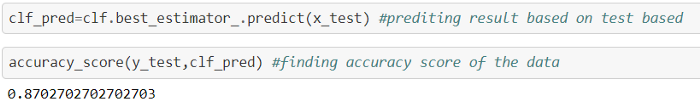 clf_pred=clf.best_estimator_.predict(x_test) #prediting result based on test based
accuracy_score(y_test,clf_pred) #finding accuracy score of the data
0.8702702702702703